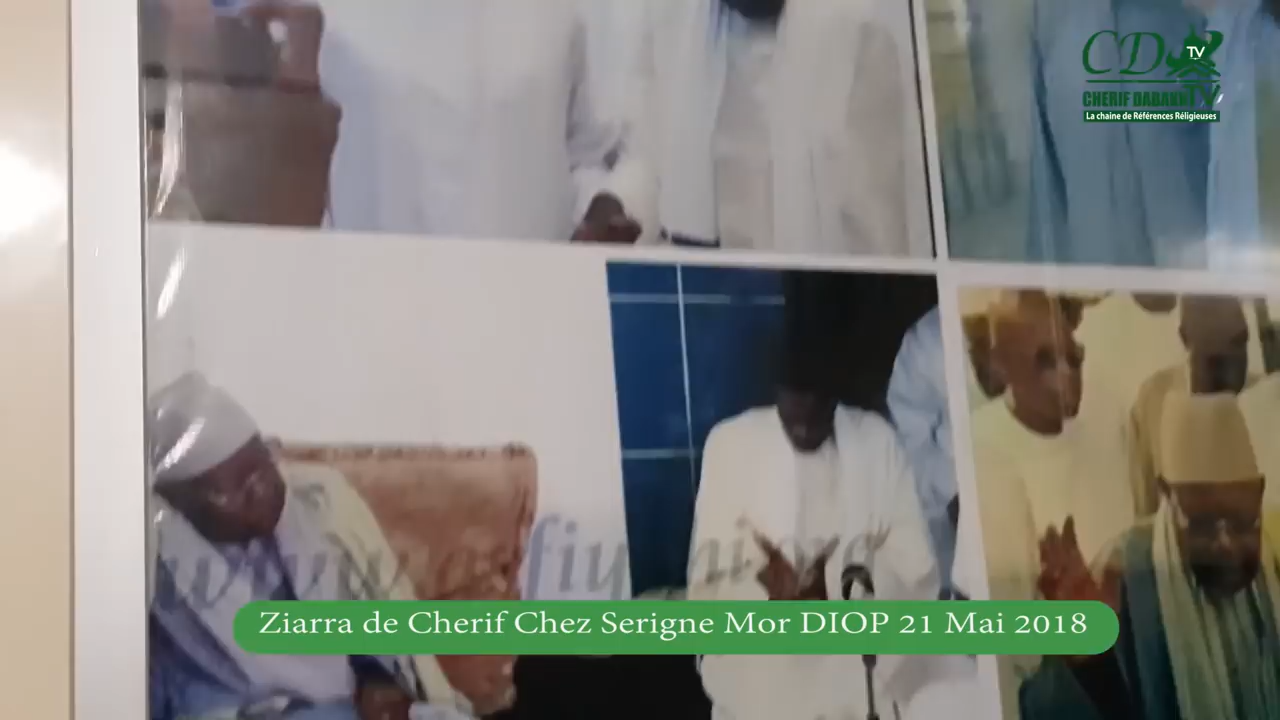 CD TV
CHERIF DABAKH TV
La chaine de Références Réligieuses
Ziarra de Cherif Chez Serigne Mor DIOP 21 Mai 2018